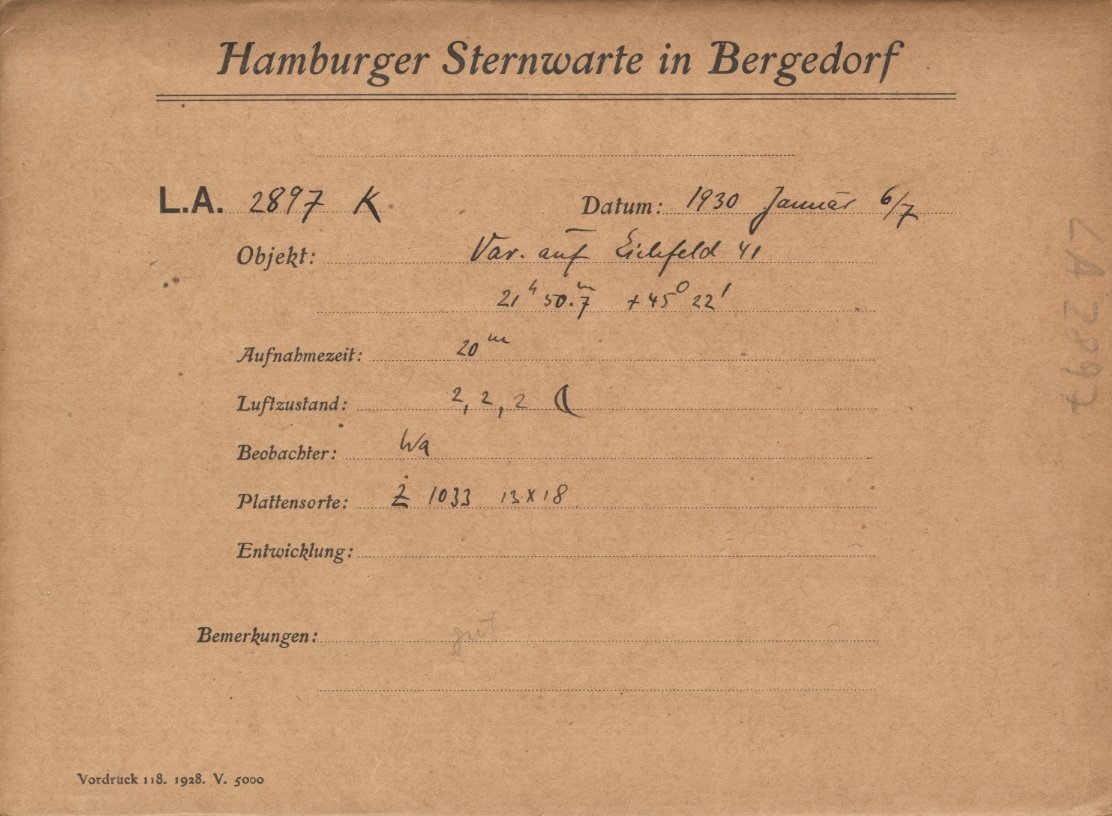 Hamburger Sternwarte in Bergedorf
L.A. 2897 K
Datum: 1930 Januar 6/7
Objekt: Var. auf Eichfeld 41
21ʰ 50.ᵐ7 +45⁰ 22'
Aufnahmezeit: 20ᵐ
Luftzustand: 2, 2, 2 ☾
Beobachter: Wa
Plattensorte: Z 1033 13x18
Entwicklung:
Bemerkungen: gut
Vordruck 118. 1928. V. 5000
LA 2897